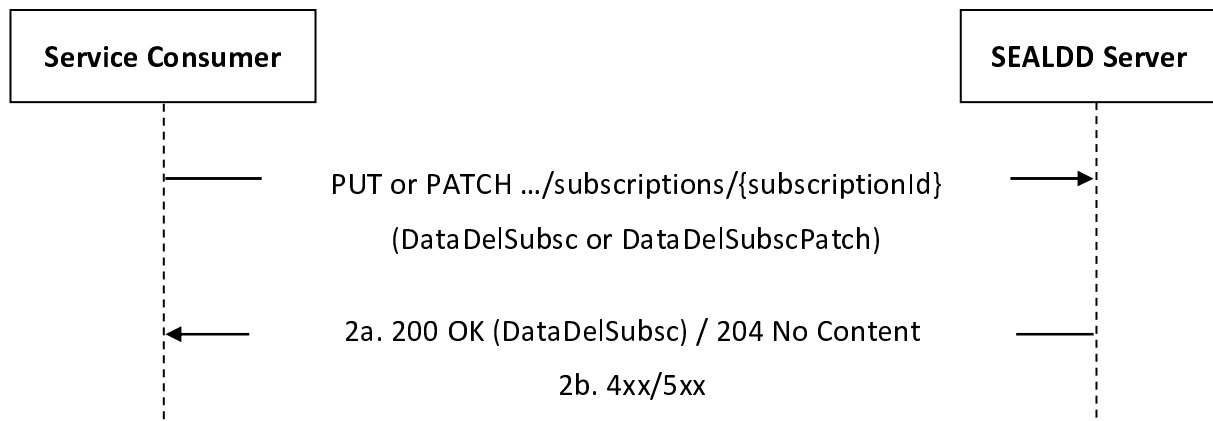 Service Consumer
SEALDD Server
PUT or PATCH .../subscriptions/{subscriptionId}
(DataDelSubsc or DataDelSubscPatch)
2a. 200 OK (DataDelSubsc) / 204 No Content
2b. 4xx/5xx